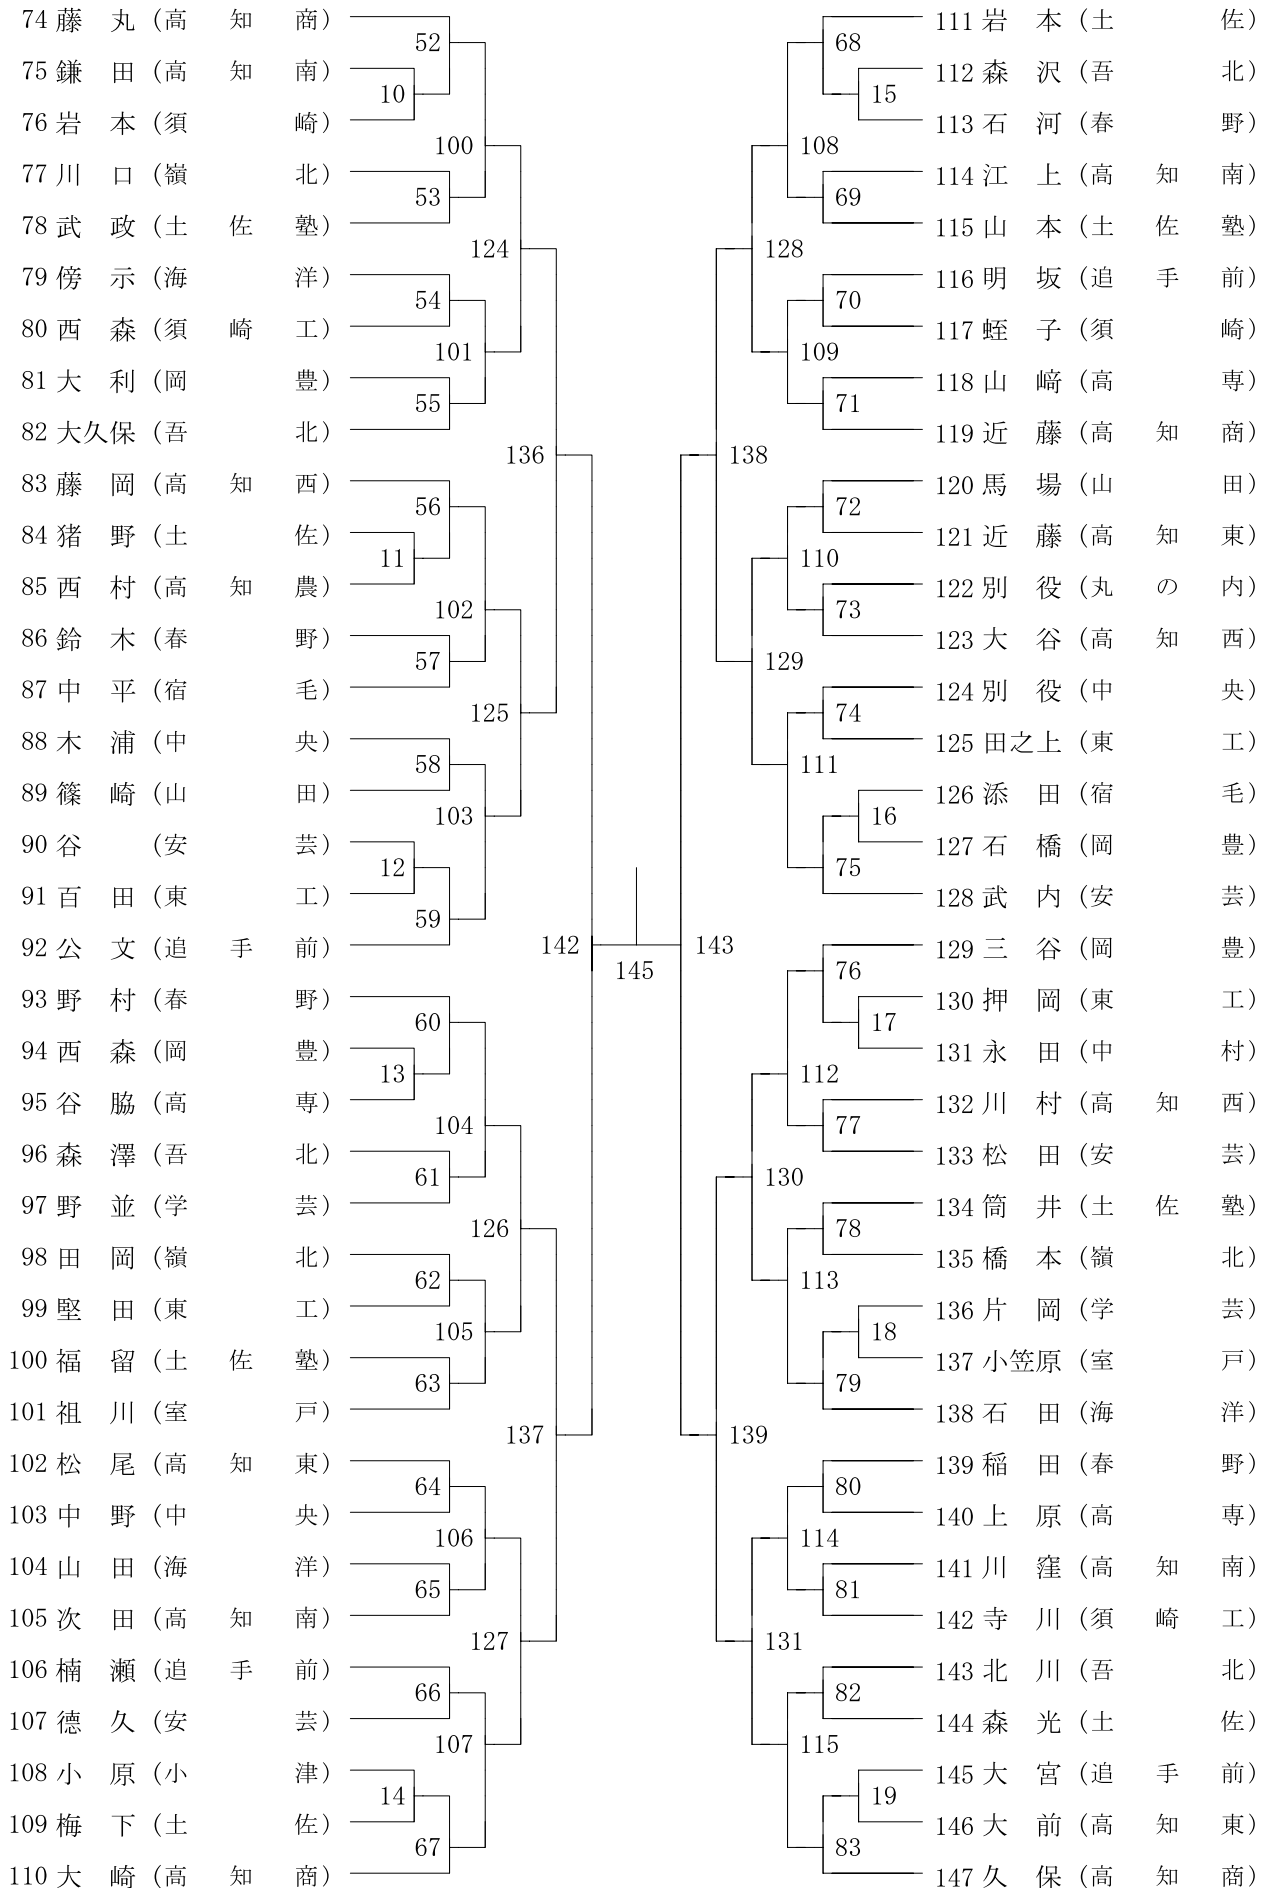 74 藤 丸 (高 知 商)
75 鎌 田 (高 知 南)
76 岩 本 (須 崎)
77 川 口 (嶺 北)
78 武 政 (土 佐 塾)
79 傍 示 (海 洋)
80 西 森 (須 崎 工)
81 大 利 (岡 豊)
82 大久保 (吾 北)
83 藤 岡 (高 知 西)
84 猪 野 (土 佐)
85 西 村 (高 知 農)
86 鈴 木 (春 野)
87 中 平 (宿 毛)
88 木 浦 (中 央)
89 篠 崎 (山 田)
90 谷 (安 芸)
91 百 田 (東 工)
92 公 文 (追 手 前)
93 野 村 (春 野)
94 西 森 (岡 豊)
95 谷 脇 (高 専)
96 森 澤 (吾 北)
97 野 並 (学 芸)
98 田 岡 (嶺 北)
99 堅 田 (東 工)
100 福 留 (土 佐 塾)
101 祖 川 (室 戸)
102 松 尾 (高 知 東)
103 中 野 (中 央)
104 山 田 (海 洋)
105 次 田 (高 知 南)
106 楠 瀬 (追 手 前)
107 德 久 (安 芸)
108 小 原 (小 津)
109 梅 下 (土 佐)
110 大 崎 (高 知 商)
10
11
12
13
14
52
53
54
55
56
57
58
59
60
61
62
63
64
65
66
67
100
101
102
103
104
105
106
107
124
125
126
127
136
137
142
145
143
138
139
128
129
130
131
108
109
110
111
112
113
114
115
68
69
70
71
72
73
74
75
76
77
78
79
80
81
82
83
15
16
17
18
19
111 岩 本 (土 佐)
112 森 沢 (吾 北)
113 石 河 (春 野)
114 江 上 (高 知 南)
115 山 本 (土 佐 塾)
116 明 坂 (追 手 前)
117 蛭 子 (須 崎)
118 山 﨑 (高 専)
119 近 藤 (高 知 商)
120 馬 場 (山 田)
121 近 藤 (高 知 東)
122 別 役 (丸 の 内)
123 大 谷 (高 知 西)
124 別 役 (中 央)
125 田之上 (東 工)
126 添 田 (宿 毛)
127 石 橋 (岡 豊)
128 武 内 (安 芸)
129 三 谷 (岡 豊)
130 押 岡 (東 工)
131 永 田 (中 村)
132 川 村 (高 知 西)
133 松 田 (安 芸)
134 筒 井 (土 佐 塾)
135 橋 本 (嶺 北)
136 片 岡 (学 芸)
137 小笠原 (室 戸)
138 石 田 (海 洋)
139 稲 田 (春 野)
140 上 原 (高 専)
141 川 窪 (高 知 南)
142 寺 川 (須 崎 工)
143 北 川 (吾 北)
144 森 光 (土 佐)
145 大 宮 (追 手 前)
146 大 前 (高 知 東)
147 久 保 (高 知 商)